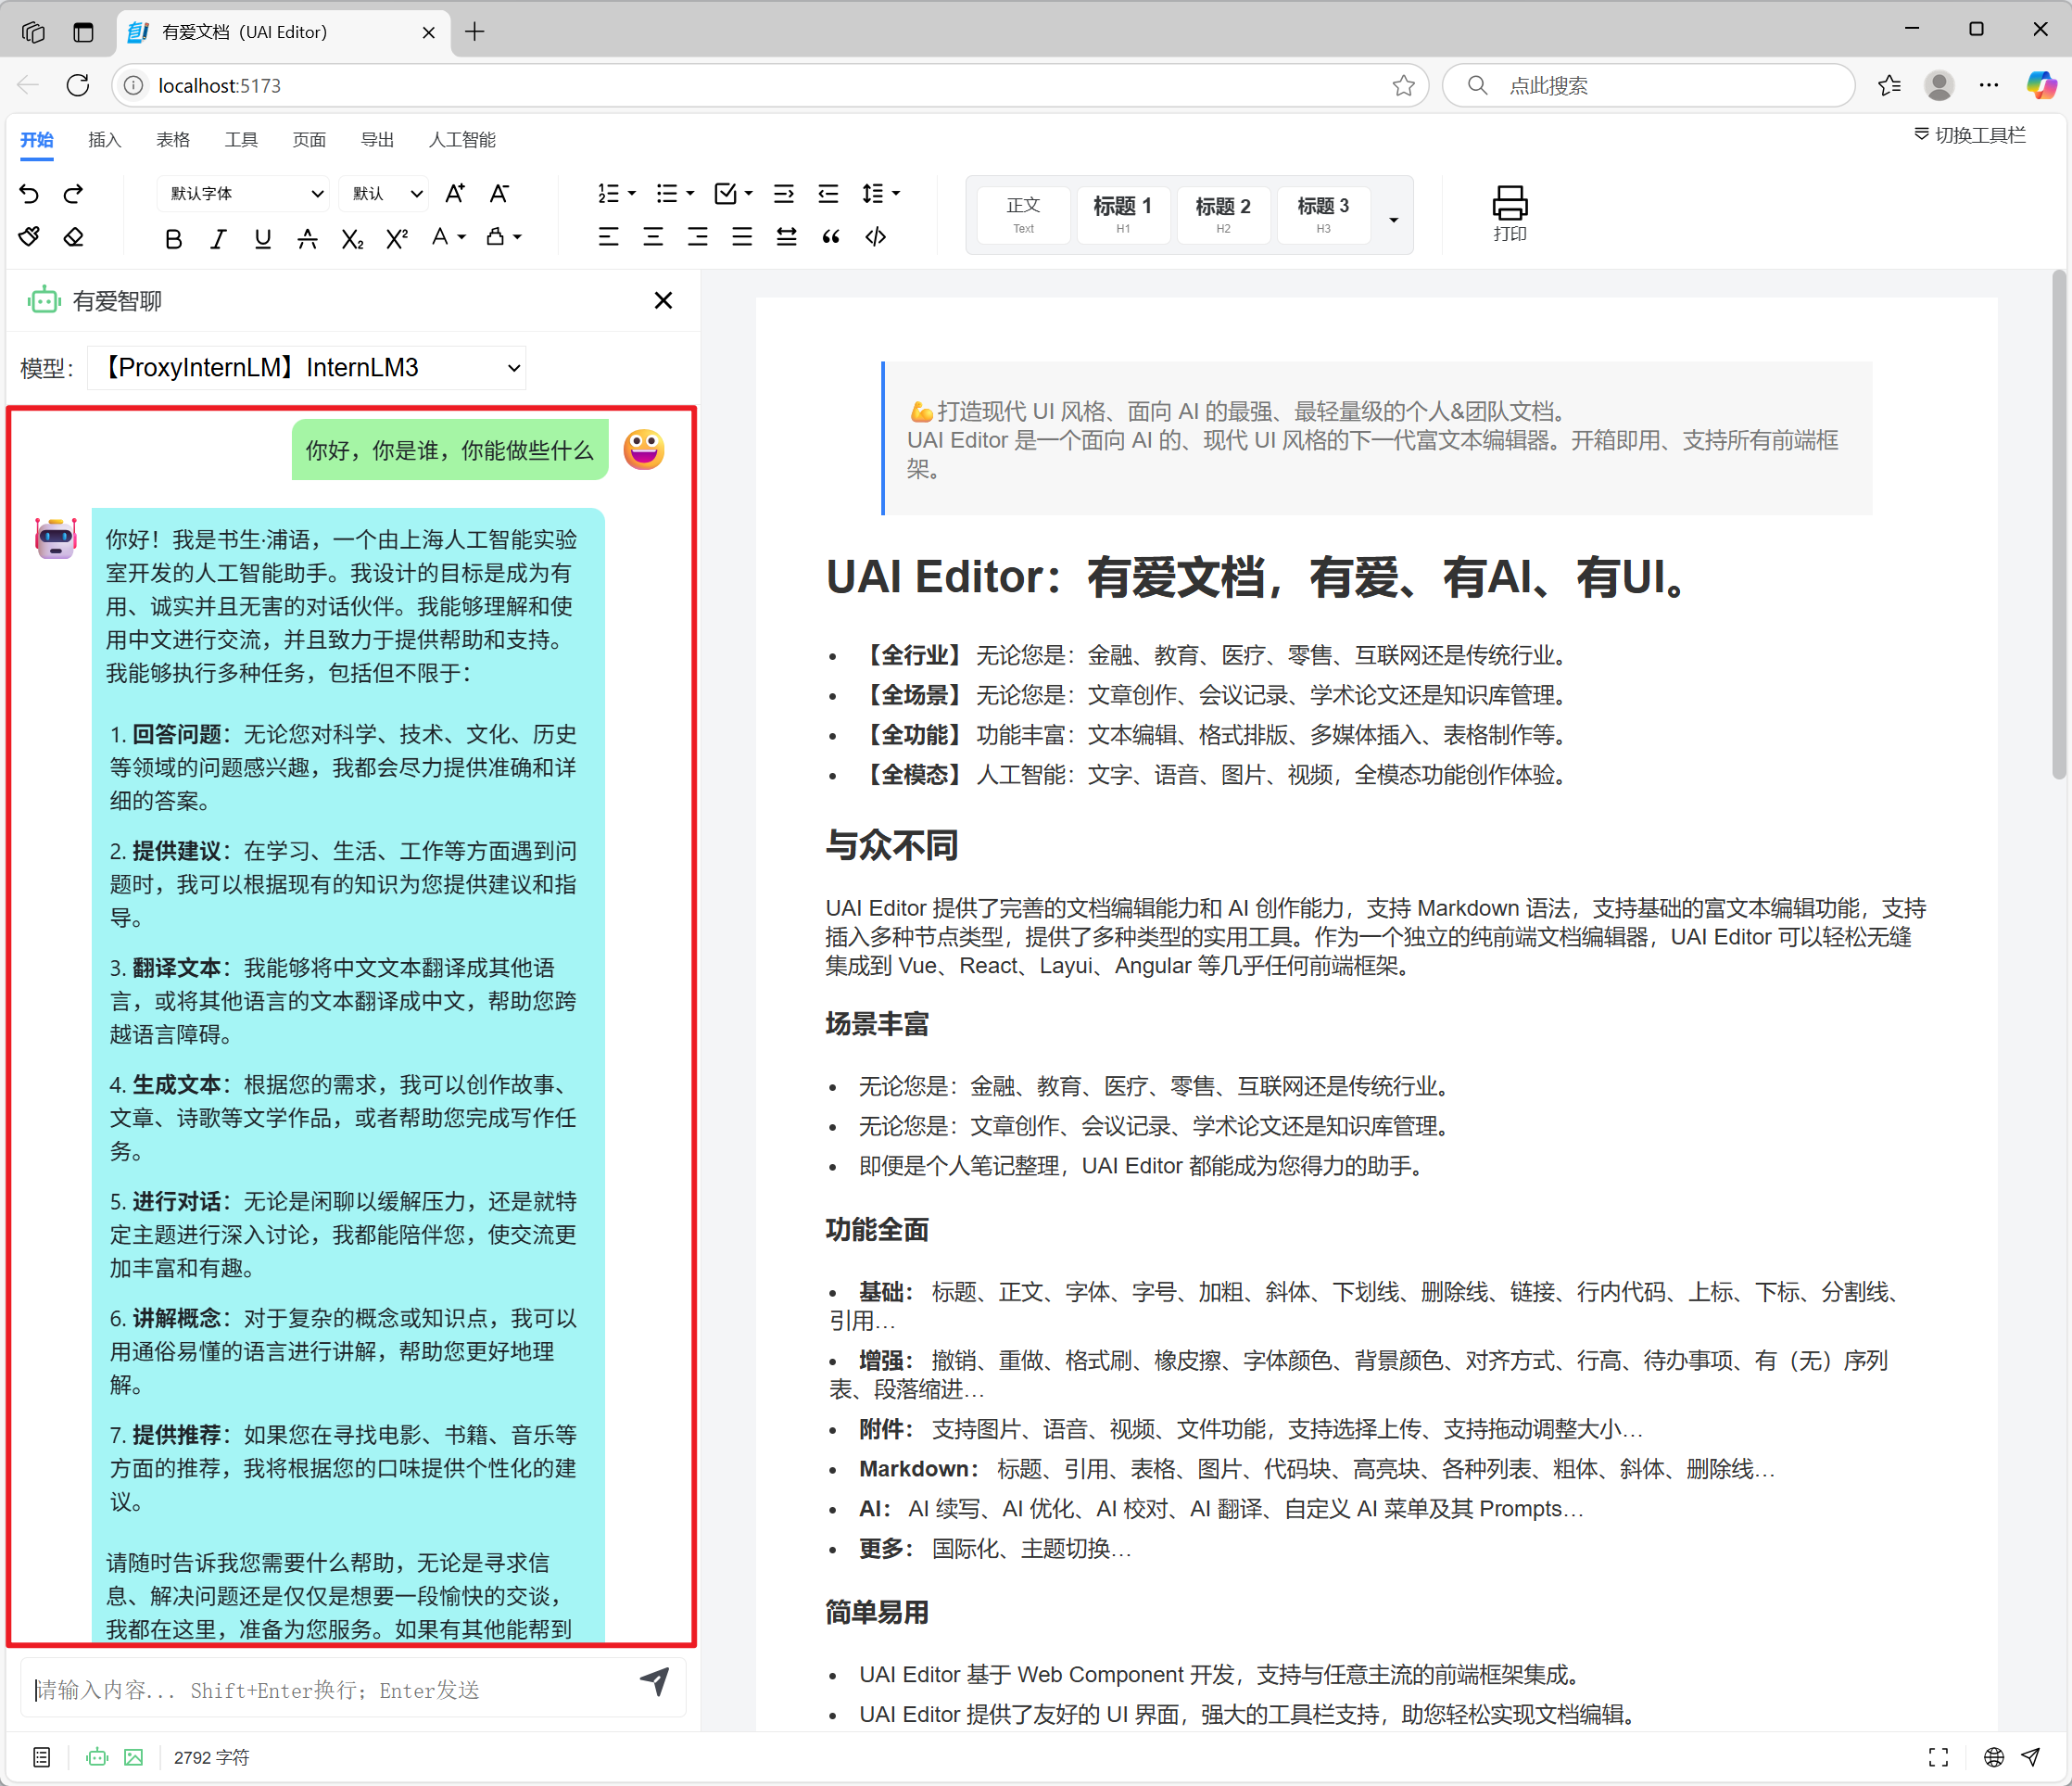 有爱文档（UAI Editor）
localhost:5173
点此搜索
开始 插入 表格 工具 页面 导出 人工智能
切换工具栏
默认字体 默认
正文 标题 1 标题 2 标题 3
Text H1 H2 H3
打印
有爱智聊
模型：【ProxyInternLM】InternLM3
你好，你是谁，你能做些什么
你好！我是书生·浦语，一个由上海人工智能实验
室开发的人工智能助手。我设计的目标是成为有
用、诚实并且无害的对话伙伴。我能够理解和使
用中文进行交流，并且致力于提供帮助和支持。
我能够执行多种任务，包括但不限于：
1. 回答问题：无论您对科学、技术、文化、历史
等领域的问题感兴趣，我都会尽力提供准确和详
细的答案。
2. 提供建议：在学习、生活、工作等方面遇到问
题时，我可以根据现有的知识为您提供建议和指
导。
3. 翻译文本：我能够将中文文本翻译成其他语
言，或将其他语言的文本翻译成中文，帮助您跨
越语言障碍。
4. 生成文本：根据您的需求，我可以创作故事、
文章、诗歌等文学作品，或者帮助您完成写作任
务。
5. 进行对话：无论是闲聊以缓解压力，还是就特
定主题进行深入讨论，我都能陪伴您，使交流更
加丰富和有趣。
6. 讲解概念：对于复杂的概念或知识点，我可以
用通俗易懂的语言进行讲解，帮助您更好地理
解。
7. 提供推荐：如果您在寻找电影、书籍、音乐等
方面的推荐，我将根据您的口味提供个性化的建
议。
请随时告诉我您需要什么帮助，无论是寻求信
息、解决问题还是仅仅是想要一段愉快的交谈，
我都在这里，准备为您服务。如果有其他能帮到
请输入内容... Shift+Enter换行；Enter发送
💪打造现代 UI 风格、面向 AI 的最强、最轻量级的个人&团队文档。
UAI Editor 是一个面向 AI 的、现代 UI 风格的下一代富文本编辑器。开箱即用、支持所有前端框
架。
UAI Editor：有爱文档，有爱、有AI、有UI。
• 【全行业】 无论您是：金融、教育、医疗、零售、互联网还是传统行业。
• 【全场景】 无论您是：文章创作、会议记录、学术论文还是知识库管理。
• 【全功能】 功能丰富：文本编辑、格式排版、多媒体插入、表格制作等。
• 【全模态】 人工智能：文字、语音、图片、视频，全模态功能创作体验。
与众不同
UAI Editor 提供了完善的文档编辑能力和 AI 创作能力，支持 Markdown 语法，支持基础的富文本编辑功能，支持
插入多种节点类型，提供了多种类型的实用工具。作为一个独立的纯前端文档编辑器，UAI Editor 可以轻松无缝
集成到 Vue、React、Layui、Angular 等几乎任何前端框架。
场景丰富
• 无论您是：金融、教育、医疗、零售、互联网还是传统行业。
• 无论您是：文章创作、会议记录、学术论文还是知识库管理。
• 即便是个人笔记整理，UAI Editor 都能成为您得力的助手。
功能全面
• 基础： 标题、正文、字体、字号、加粗、斜体、下划线、删除线、链接、行内代码、上标、下标、分割线、
引用…
• 增强： 撤销、重做、格式刷、橡皮擦、字体颜色、背景颜色、对齐方式、行高、待办事项、有（无）序列
表、段落缩进…
• 附件： 支持图片、语音、视频、文件功能，支持选择上传、支持拖动调整大小…
• Markdown： 标题、引用、表格、图片、代码块、高亮块、各种列表、粗体、斜体、删除线…
• AI： AI 续写、AI 优化、AI 校对、AI 翻译、自定义 AI 菜单及其 Prompts…
• 更多： 国际化、主题切换…
简单易用
• UAI Editor 基于 Web Component 开发，支持与任意主流的前端框架集成。
• UAI Editor 提供了友好的 UI 界面，强大的工具栏支持，助您轻松实现文档编辑。
2792 字符